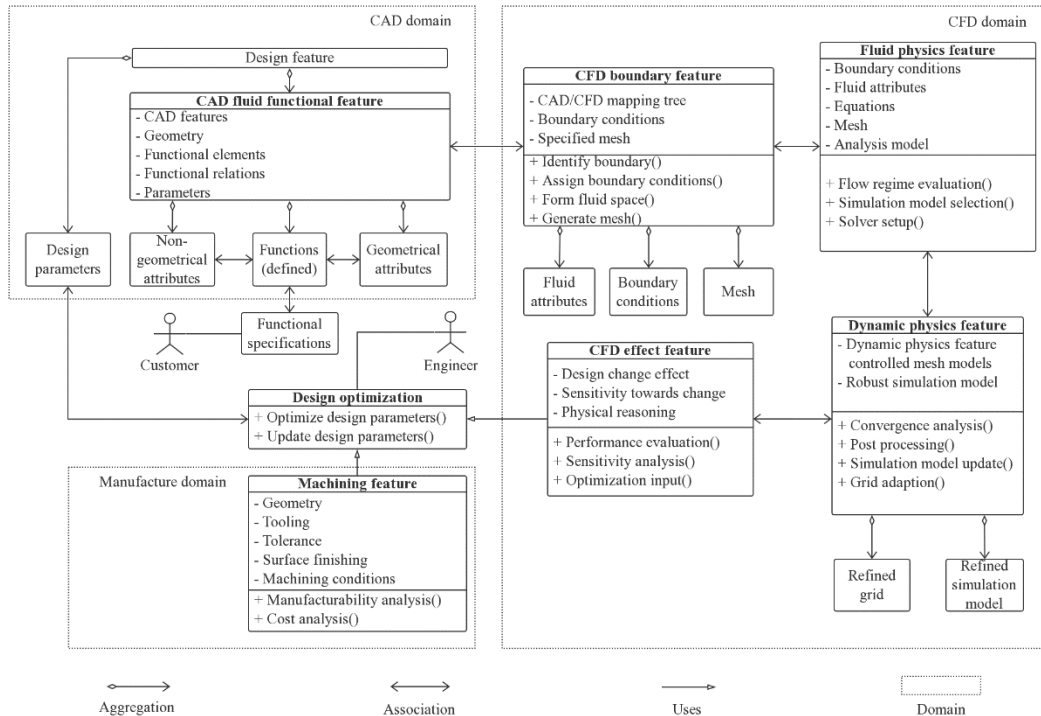 CAD domain
Design feature
CAD fluid functional feature
- CAD features
- Geometry
- Functional elements
- Functional relations
- Parameters
Design
parameters
Non-
geometrical
attributes
Functions
(defined)
Geometrical
attributes
Customer
Functional
specifications
Engineer
Design optimization
+ Optimize design parameters()
+ Update design parameters()
Manufacture domain
Machining feature
- Geometry
- Tooling
- Tolerance
- Surface finishing
- Machining conditions
+ Manufacturability analysis()
+ Cost analysis()
CFD domain
CFD boundary feature
- CAD/CFD mapping tree
- Boundary conditions
- Specified mesh
+ Identify boundary()
+ Assign boundary conditions()
+ Form fluid space()
+ Generate mesh()
Fluid
attributes
Boundary
conditions
Mesh
Fluid physics feature
- Boundary conditions
- Fluid attributes
- Equations
- Mesh
- Analysis model
+ Flow regime evaluation()
+ Simulation model selection()
+ Solver setup()
CFD effect feature
- Design change effect
- Sensitivity towards change
- Physical reasoning
+ Performance evaluation()
+ Sensitivity analysis()
+ Optimization input()
Dynamic physics feature
- Dynamic physics feature
controlled mesh models
- Robust simulation model
+ Convergence analysis()
+ Post processing()
+ Simulation model update()
+ Grid adaption()
Refined
grid
Refined
simulation
model
Aggregation
Association
Uses
Domain